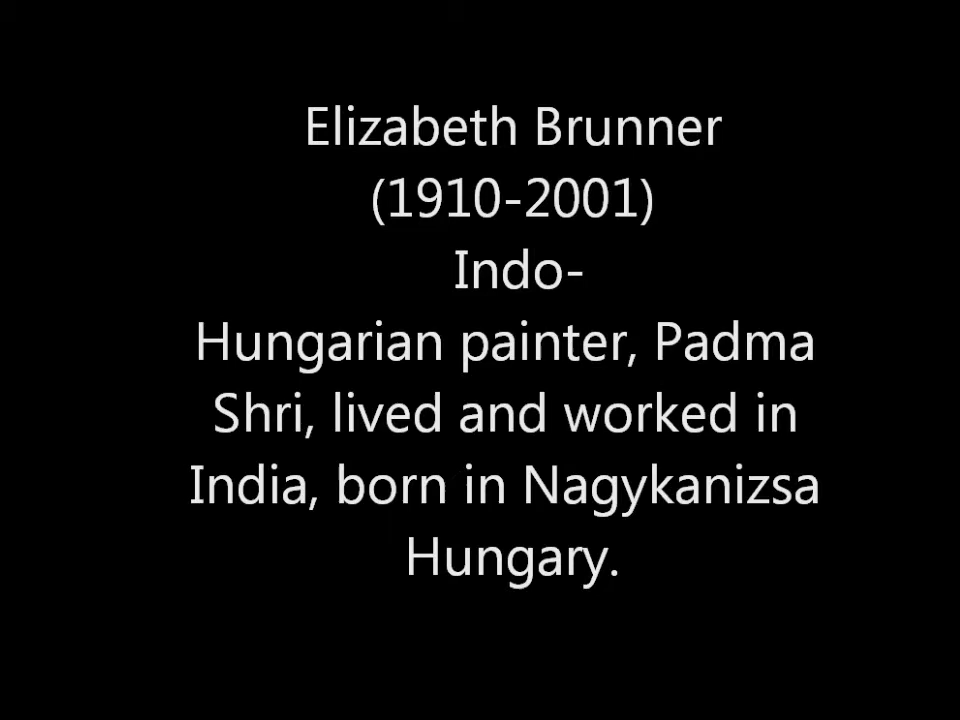 Elizabeth Brunner
(1910-2001)
Indo-
Hungarian painter, Padma
Shri, lived and worked in
India, born in Nagykanizsa
Hungary.